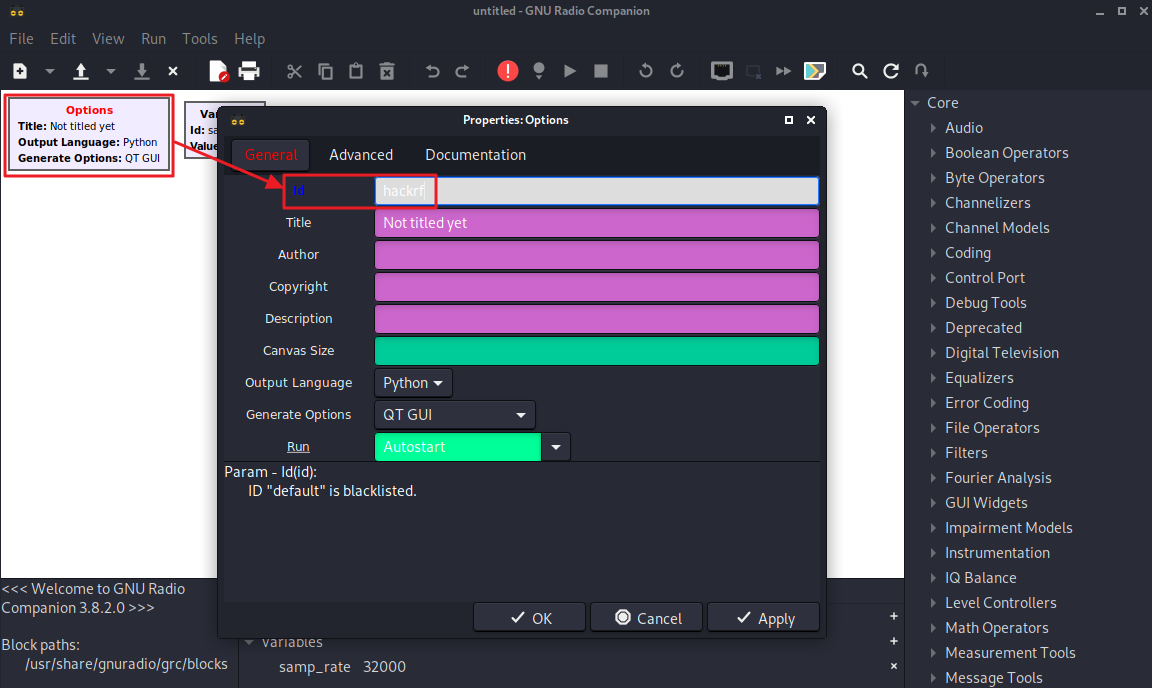 untitled - GNU Radio Companion
File Edit View Run Tools Help
Options
Title: Not titled yet
Output Language: Python
Generate Options: QT GUI
Id:
Value
Properties: Options
General Advanced Documentation
Id hackrf
Title Not titled yet
Author
Copyright
Description
Canvas Size
Output Language Python
Generate Options QT GUI
Run Autostart
Param - Id(id):
ID "default" is blacklisted.
OK Cancel Apply
<<< Welcome to GNU Radio
Companion 3.8.2.0 >>>
Block paths:
/usr/share/gnuradio/grc/blocks
Variables
samp_rate 32000
Core
Audio
Boolean Operators
Byte Operators
Channelizers
Channel Models
Coding
Control Port
Debug Tools
Deprecated
Digital Television
Equalizers
Error Coding
File Operators
Filters
Fourier Analysis
GUI Widgets
Impairment Models
Instrumentation
IQ Balance
Level Controllers
Math Operators
Measurement Tools
Message Tools